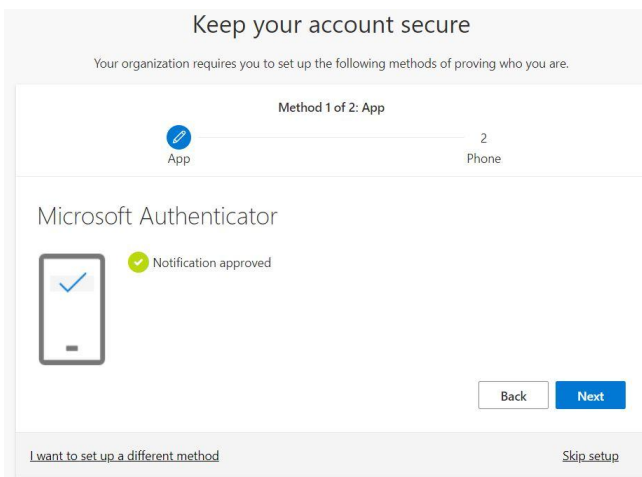 Keep your account secure
Your organization requires you to set up the following methods of proving who you are.
Method 1 of 2: App
App
2
Phone
Microsoft Authenticator
Notification approved
Back
Next
I want to set up a different method
Skip setup